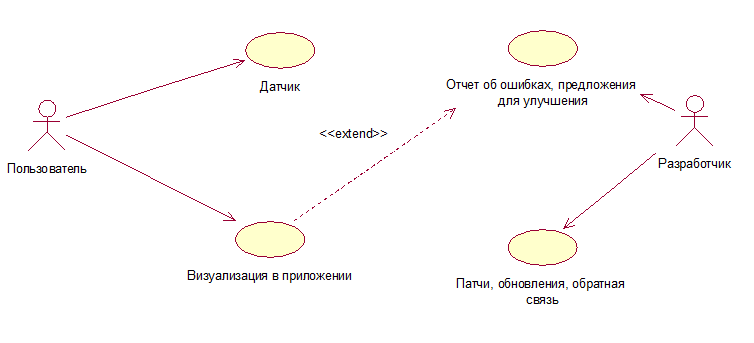 Датчик
Отчет об ошибках, предложения
для улучшения
<<extend>>
Пользователь
Разработчик
Визуализация в приложении
Патчи, обновления, обратная
связь